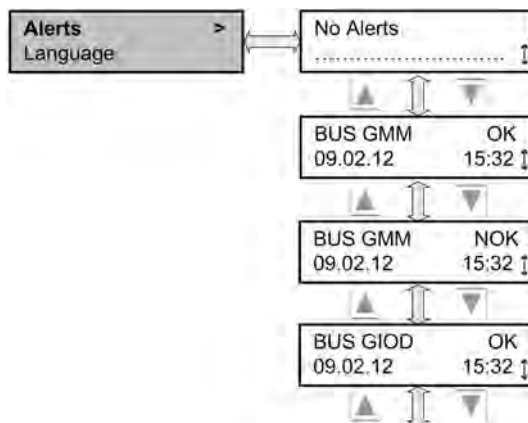 Alerts >
Language
No Alerts
..............................
BUS GMM OK
09.02.12 15:32
BUS GMM NOK
09.02.12 15:32
BUS GIOD OK
09.02.12 15:32